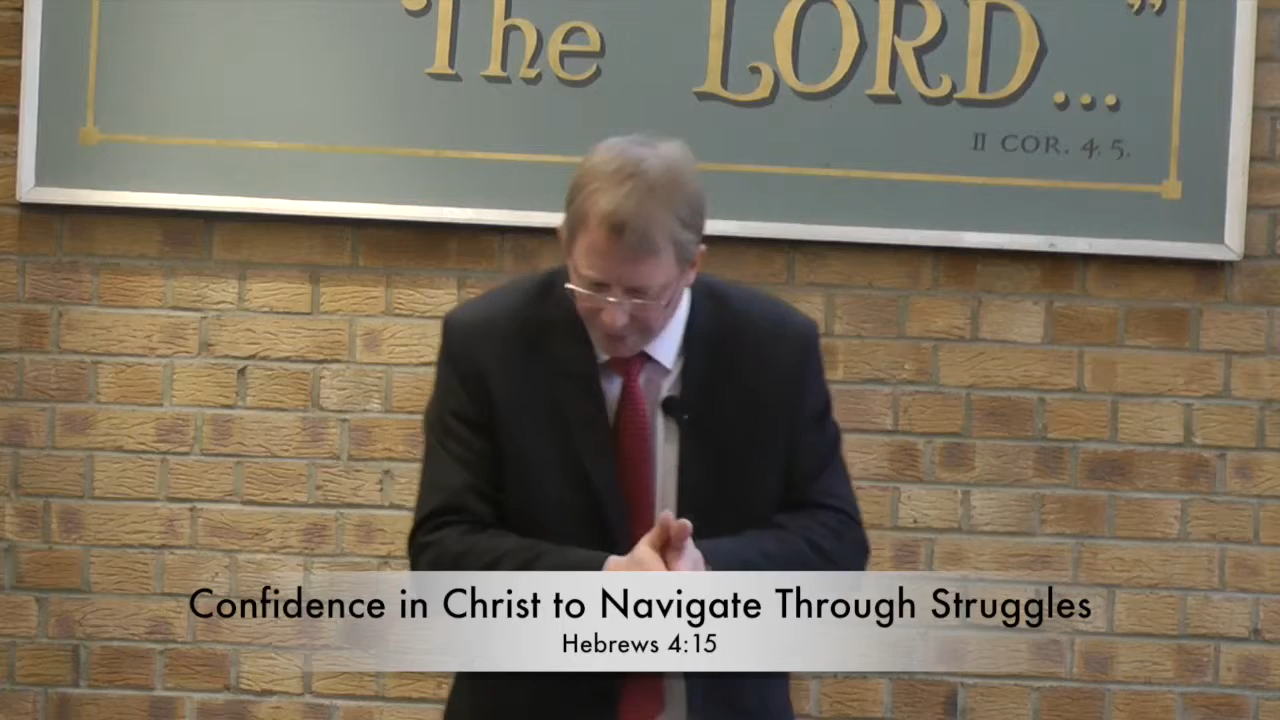 "The LORD..."
II COR. 4:5.
Confidence in Christ to Navigate Through Struggles
Hebrews 4:15